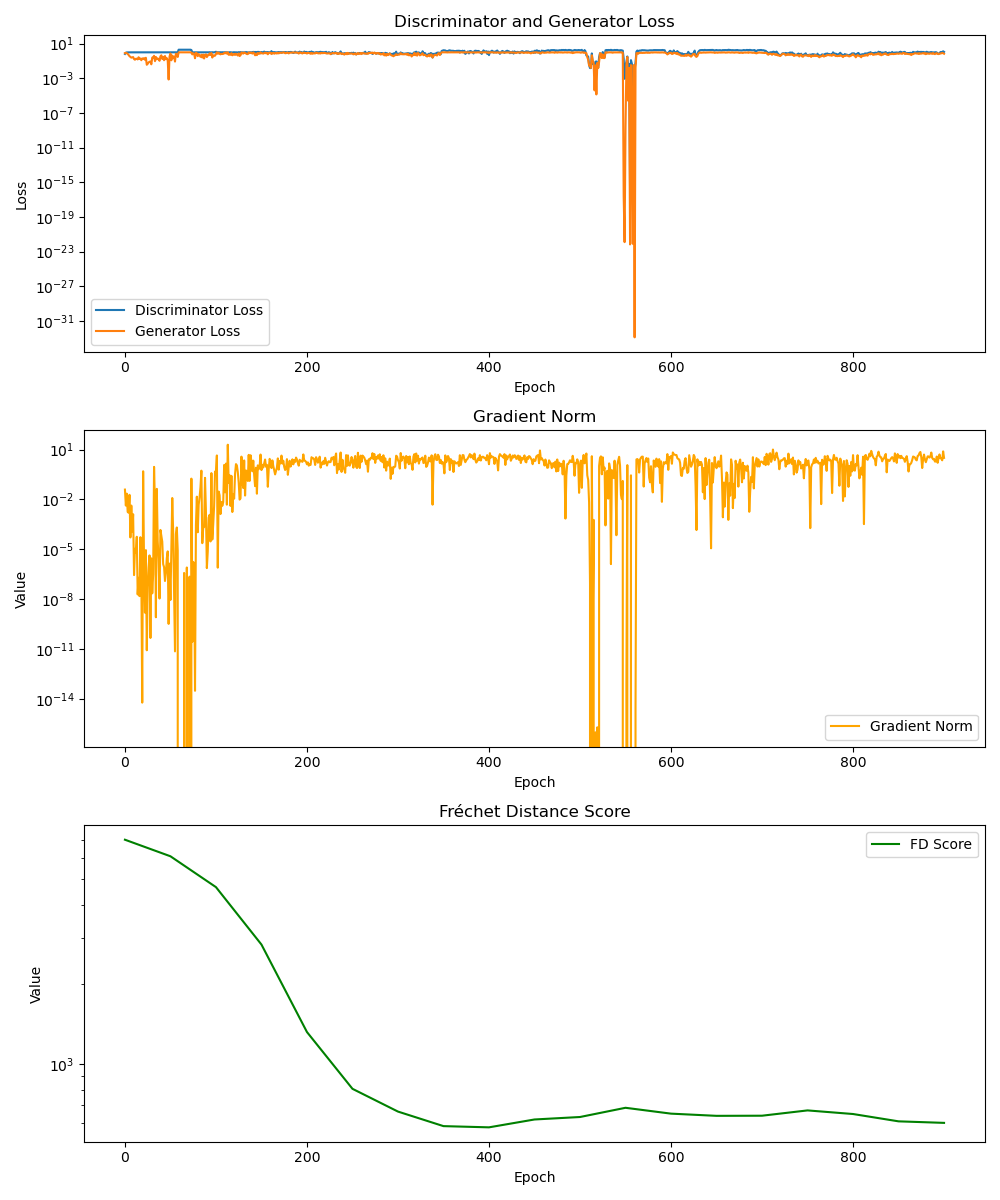 Discriminator and Generator Loss
10^1
10^-3
10^-7
10^-11
10^-15
10^-19
10^-23
10^-27
10^-31
Loss
Discriminator Loss
Generator Loss
0 200 400 600 800
Epoch
Gradient Norm
10^1
10^-2
10^-5
10^-8
10^-11
10^-14
Value
Gradient Norm
0 200 400 600 800
Epoch
Fréchet Distance Score
FD Score
10^3
Value
0 200 400 600 800
Epoch